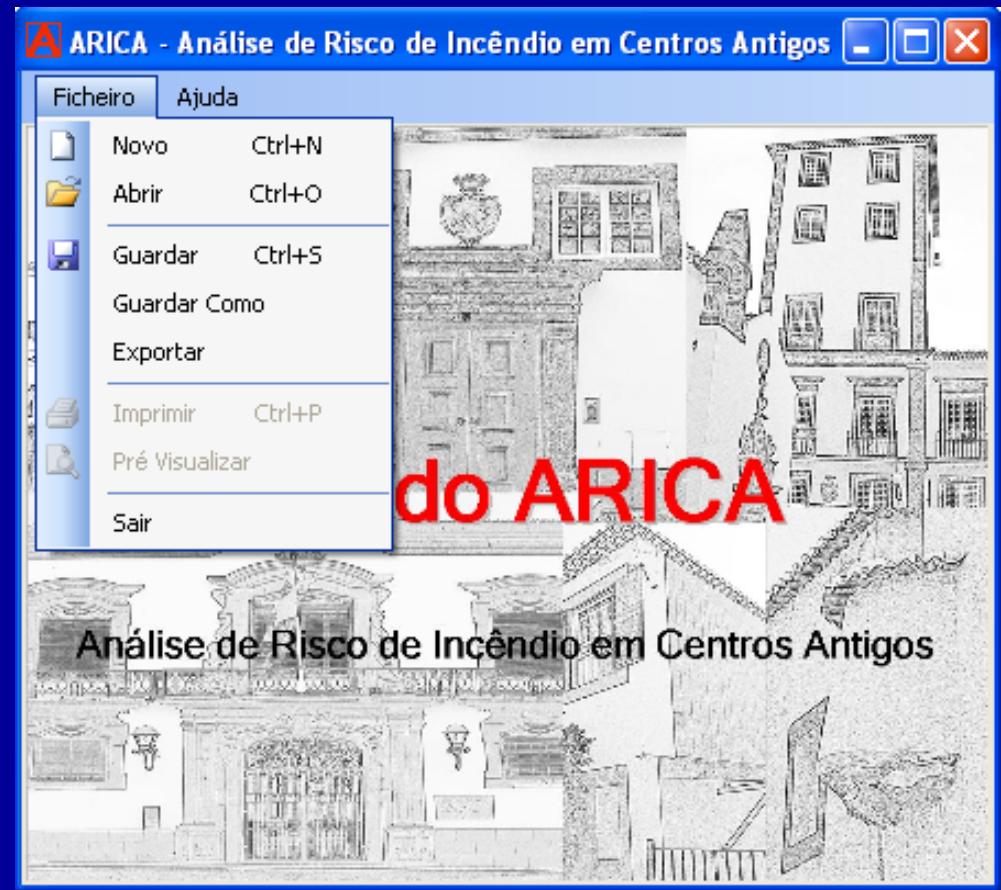 ARICA - Análise de Risco de Incêndio em Centros Antigos
Ficheiro Ajuda
Novo Ctrl+N
Abrir Ctrl+O
Guardar Ctrl+S
Guardar Como
Exportar
Imprimir Ctrl+P
Pré Visualizar
Sair
do ARICA
Análise de Risco de Incêndio em Centros Antigos